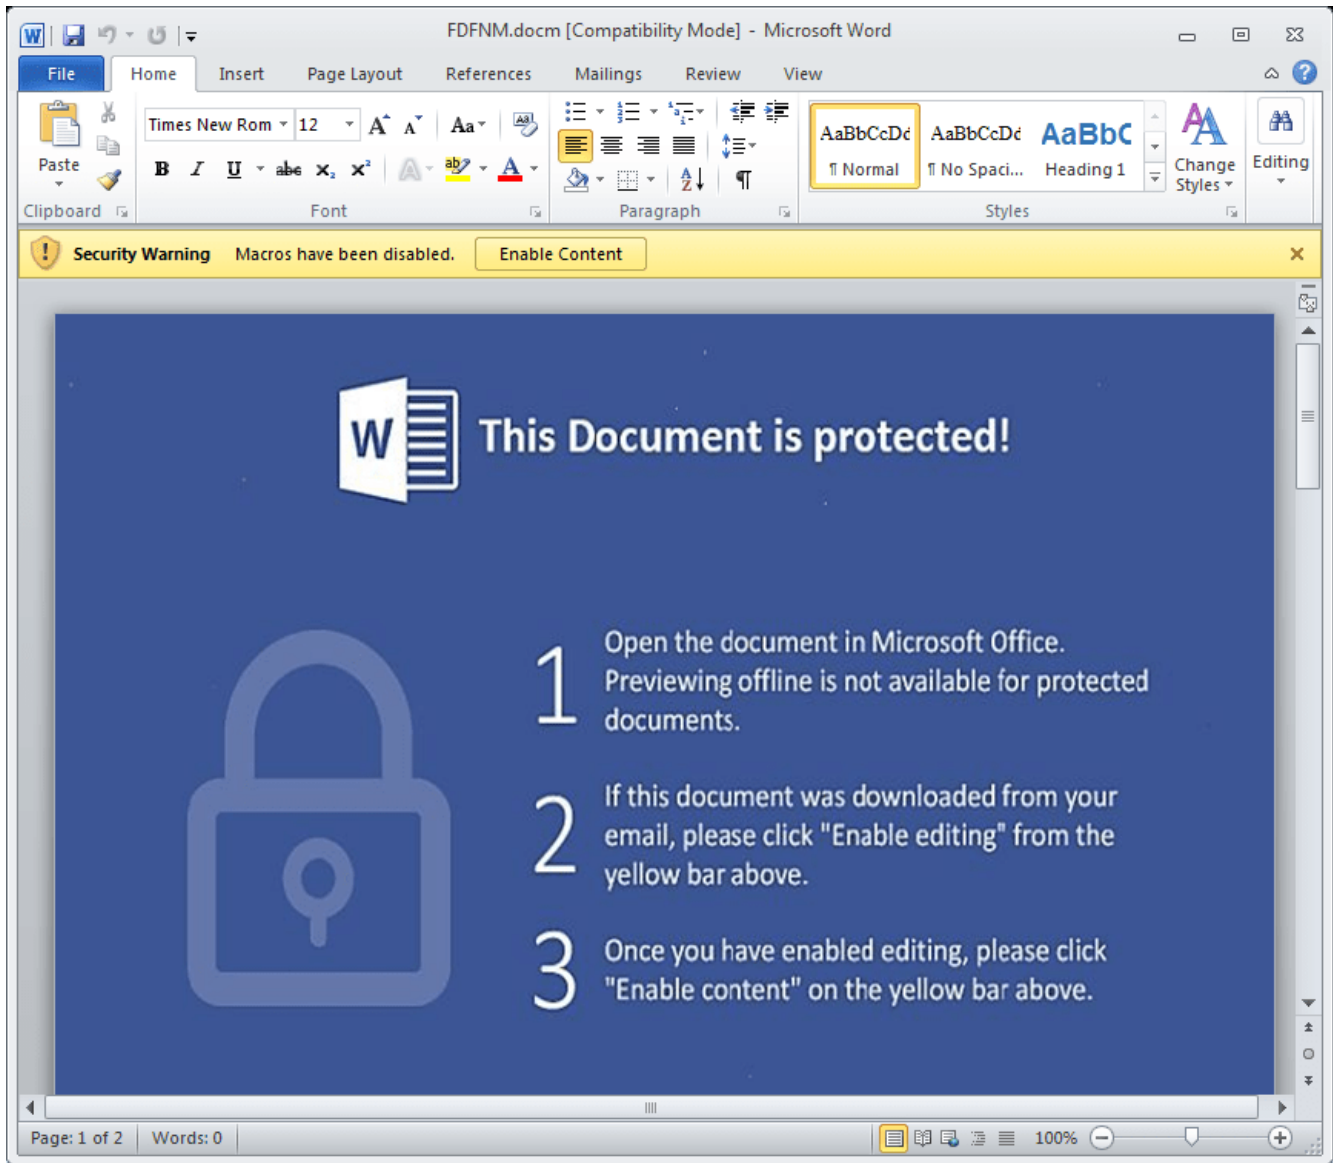 FDFNM.docm [Compatibility Mode] - Microsoft Word
File Home Insert Page Layout References Mailings Review View
Paste
Clipboard
Times New Rom 12
Font
Paragraph
AaBbCcDd AaBbCcDd AaBbC
¶ Normal ¶ No Spaci... Heading 1
Change Styles
Styles
Editing
Security Warning Macros have been disabled. Enable Content
W
This Document is protected!
1 Open the document in Microsoft Office.
Previewing offline is not available for protected
documents.
2 If this document was downloaded from your
email, please click "Enable editing" from the
yellow bar above.
3 Once you have enabled editing, please click
"Enable content" on the yellow bar above.
Page: 1 of 2 Words: 0 100%